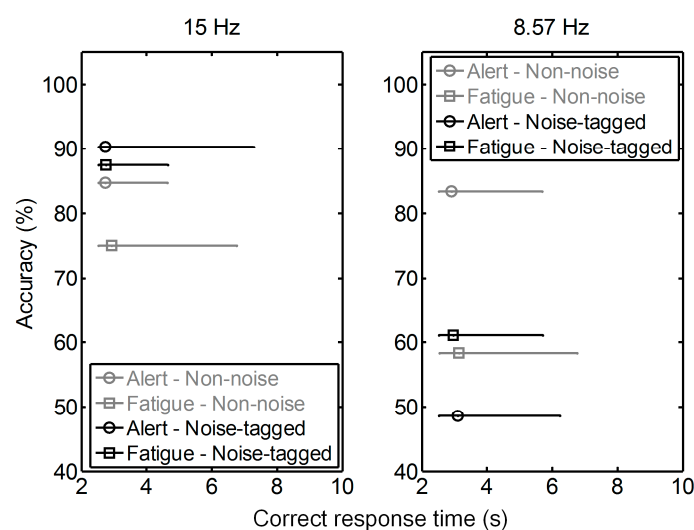 15 Hz
8.57 Hz
Accuracy (%)
100
90
80
70
60
50
40
Alert - Non-noise
Fatigue - Non-noise
Alert - Noise-tagged
Fatigue - Noise-tagged
2 4 6 8 10
100
90
80
70
60
50
40
Alert - Non-noise
Fatigue - Non-noise
Alert - Noise-tagged
Fatigue - Noise-tagged
2 4 6 8 10
Correct response time (s)